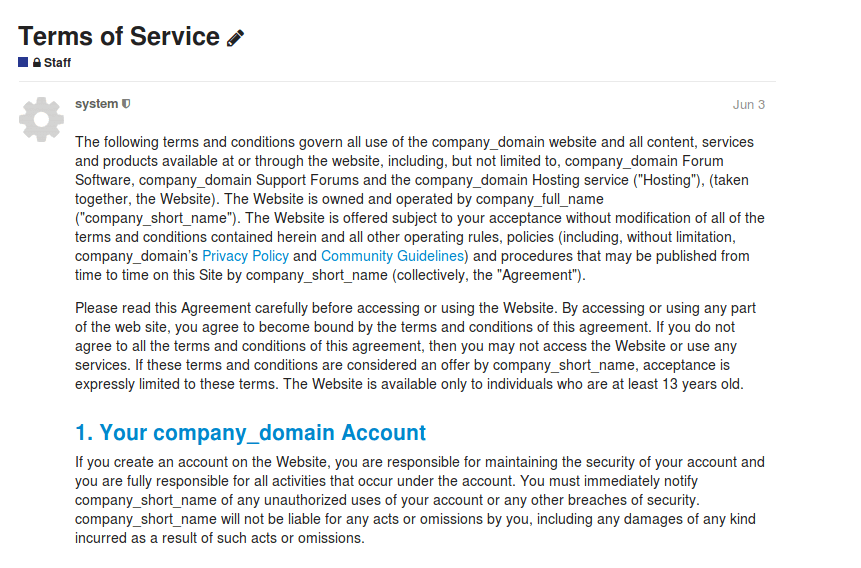 Terms of Service
Staff
system
Jun 3
The following terms and conditions govern all use of the company_domain website and all content, services
and products available at or through the website, including, but not limited to, company_domain Forum
Software, company_domain Support Forums and the company_domain Hosting service ("Hosting"), (taken
together, the Website). The Website is owned and operated by company_full_name
("company_short_name"). The Website is offered subject to your acceptance without modification of all of the
terms and conditions contained herein and all other operating rules, policies (including, without limitation,
company_domain’s Privacy Policy and Community Guidelines) and procedures that may be published from
time to time on this Site by company_short_name (collectively, the "Agreement").
Please read this Agreement carefully before accessing or using the Website. By accessing or using any part
of the web site, you agree to become bound by the terms and conditions of this agreement. If you do not
agree to all the terms and conditions of this agreement, then you may not access the Website or use any
services. If these terms and conditions are considered an offer by company_short_name, acceptance is
expressly limited to these terms. The Website is available only to individuals who are at least 13 years old.
1. Your company_domain Account
If you create an account on the Website, you are responsible for maintaining the security of your account and
you are fully responsible for all activities that occur under the account. You must immediately notify
company_short_name of any unauthorized uses of your account or any other breaches of security.
company_short_name will not be liable for any acts or omissions by you, including any damages of any kind
incurred as a result of such acts or omissions.